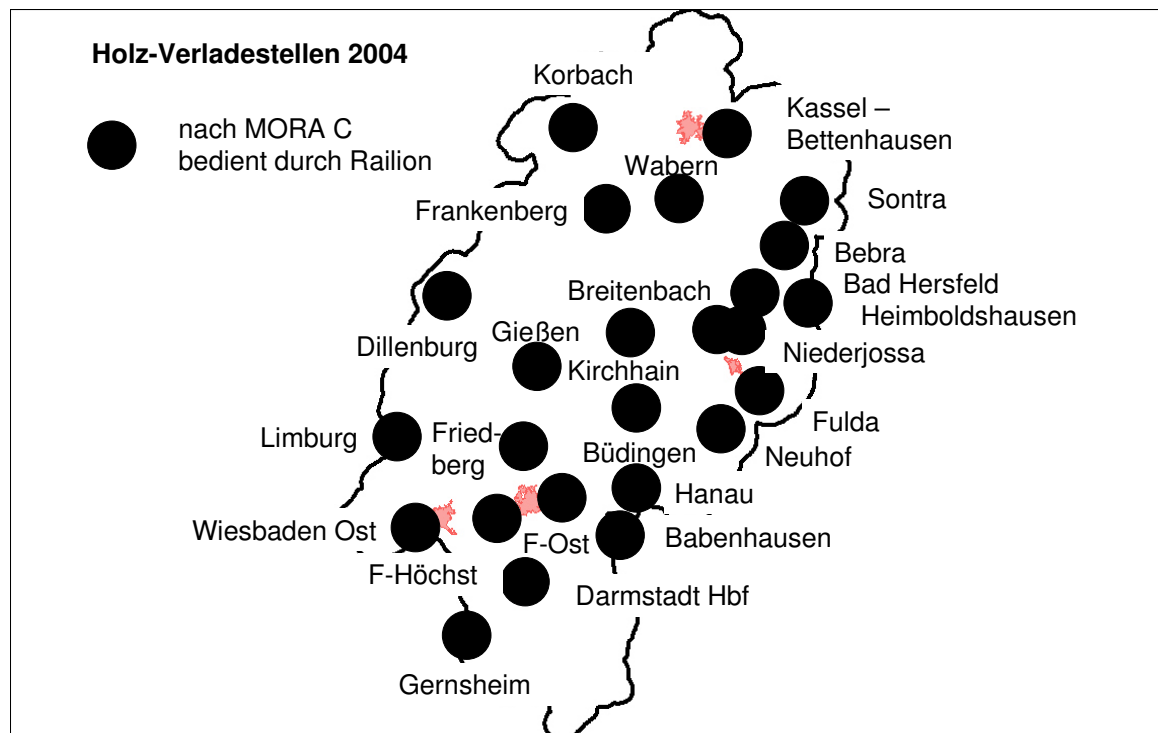 Holz-Verladestellen 2004
nach MORA C
bedient durch Railion
Korbach
Kassel –
Bettenhausen
Wabern
Sontra
Frankenberg
Bebra
Bad Hersfeld
Breitenbach
Heimboldshausen
Gießen
Dillenburg
Niederjossa
Kirchhain
Fulda
Limburg
Fried-
berg
Büdingen
Neuhof
Hanau
Wiesbaden Ost
F-Ost
Babenhausen
F-Höchst
Darmstadt Hbf
Gernsheim